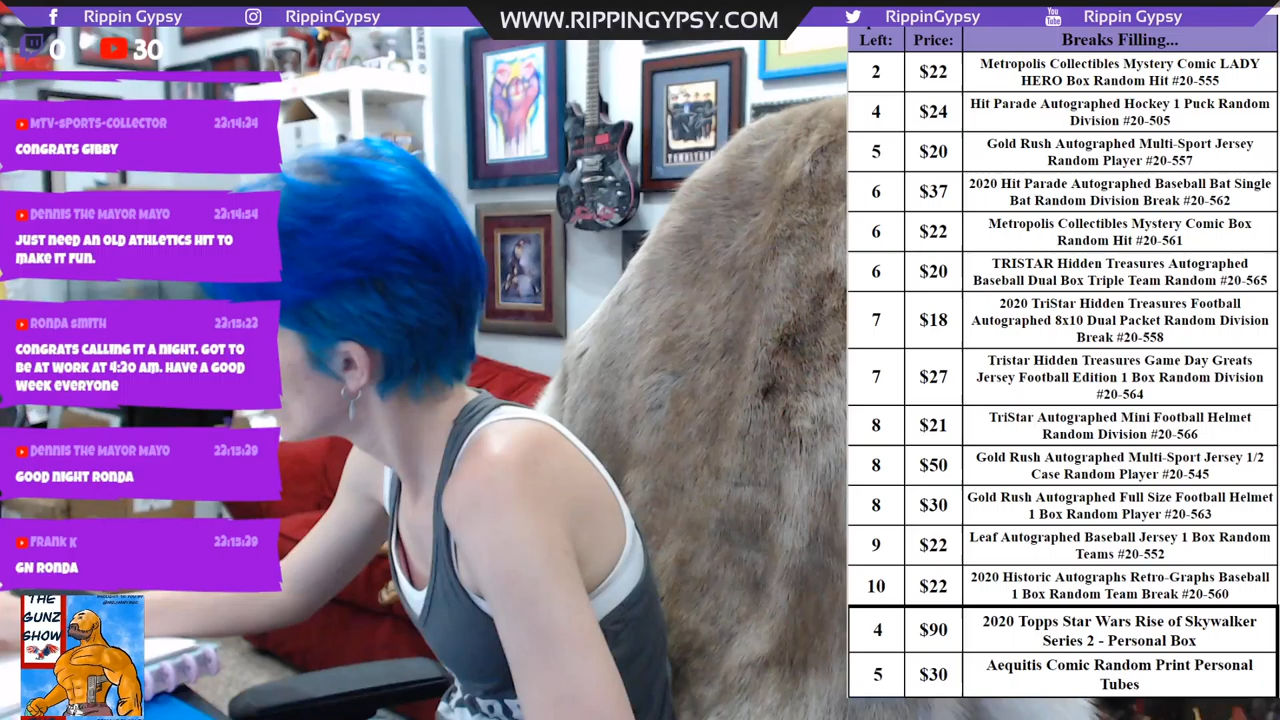 Rippin Gypsy
RippinGypsy
WWW.RIPPINGYPSY.COM
RippinGypsy
You Tube
Rippin Gypsy
0
30
MTV-SPORTS-COLLECTOR 23:14:34
CONGRATS GIBBY
DENNIS THE MAYOR MAYO 23:14:54
JUST NEED AN OLD ATHLETICS HIT TO
MAKE IT FUN.
RONDA SMITH 23:15:23
CONGRATS CALLING IT A NIGHT. GOT TO
BE AT WORK AT 4:30 AM. HAVE A GOOD
WEEK EVERYONE
DENNIS THE MAYOR MAYO 23:15:39
GOOD NIGHT RONDA
FRANK K 23:15:39
GN RONDA
THE
GUNZ
SHOW
Left: Price: Breaks Filling...
2 $22 Metropolis Collectibles Mystery Comic LADY
HERO Box Random Hit #20-555
4 $24 Hit Parade Autographed Hockey 1 Puck Random
Division #20-505
5 $20 Gold Rush Autographed Multi-Sport Jersey
Random Player #20-557
6 $37 2020 Hit Parade Autographed Baseball Bat Single
Bat Random Division Break #20-562
6 $22 Metropolis Collectibles Mystery Comic Box
Random Hit #20-561
6 $20 TRISTAR Hidden Treasures Autographed
Baseball Dual Box Triple Team Random #20-565
7 $18 2020 TriStar Hidden Treasures Football
Autographed 8x10 Dual Packet Random Division
Break #20-558
7 $27 Tristar Hidden Treasures Game Day Greats
Jersey Football Edition 1 Box Random Division
#20-564
8 $21 TriStar Autographed Mini Football Helmet
Random Division #20-566
8 $50 Gold Rush Autographed Multi-Sport Jersey 1/2
Case Random Player #20-545
8 $30 Gold Rush Autographed Full Size Football Helmet
1 Box Random Player #20-563
9 $22 Leaf Autographed Baseball Jersey 1 Box Random
Teams #20-552
10 $22 2020 Historic Autographs Retro-Graphs Baseball
1 Box Random Team Break #20-560
4 $90 2020 Topps Star Wars Rise of Skywalker
Series 2 - Personal Box
5 $30 Aequitis Comic Random Print Personal
Tubes